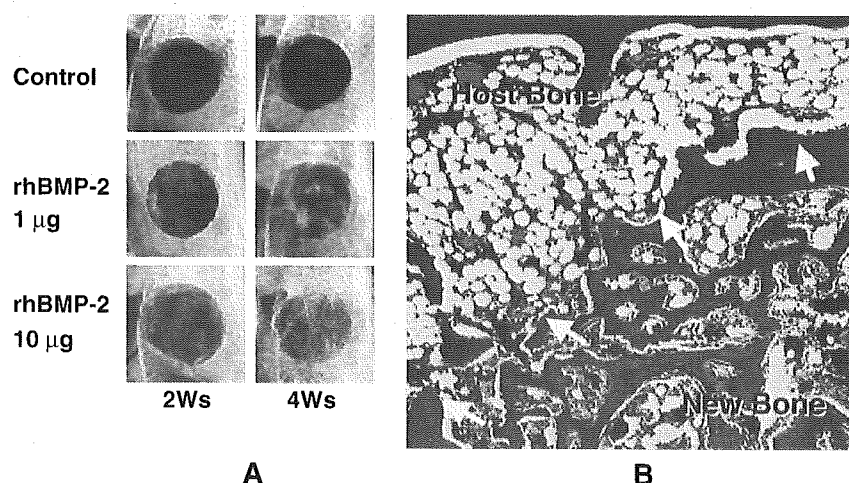 Control
rhBMP-2
1 µg
rhBMP-2
10 µg
2Ws
4Ws
A
Host Bone
New Bone
B